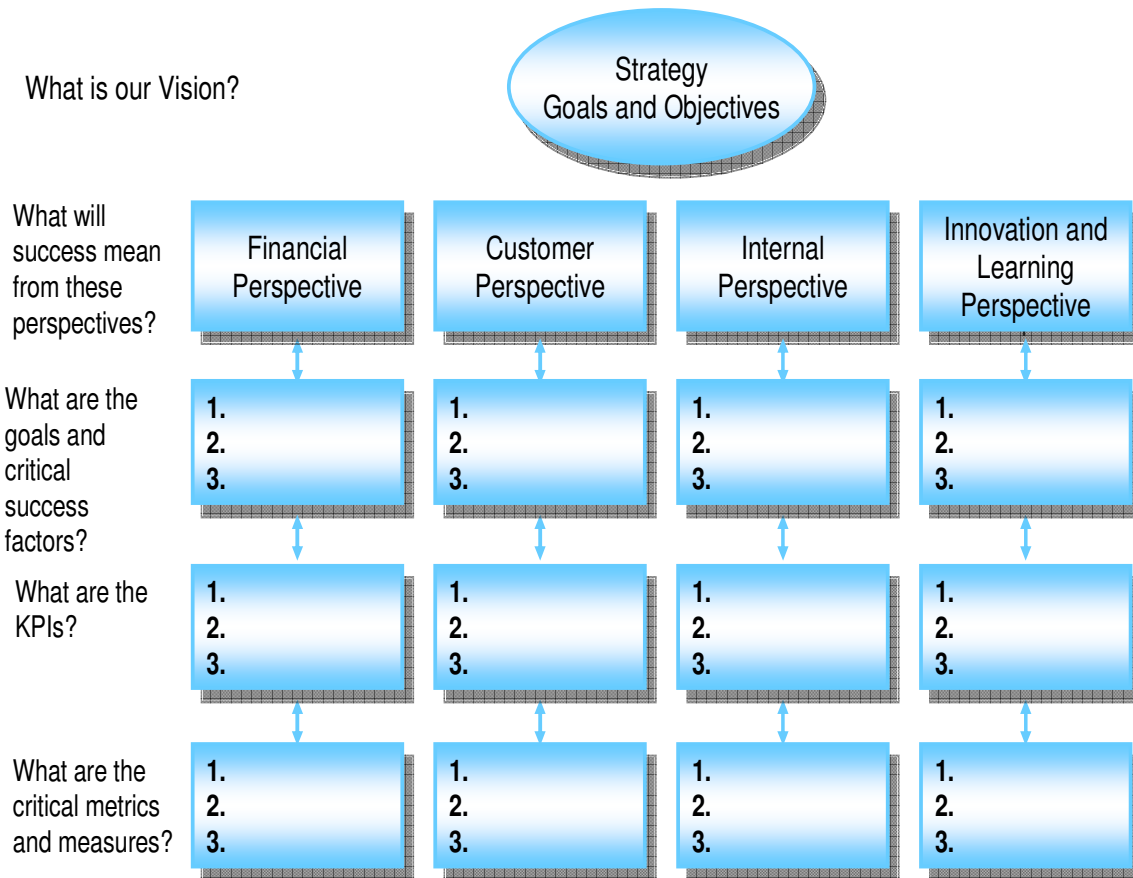 What is our Vision?
Strategy
Goals and Objectives
What will
success mean
from these
perspectives?
Financial
Perspective
Customer
Perspective
Internal
Perspective
Innovation and
Learning
Perspective
What are the
goals and
critical
success
factors?
1.
2.
3.
1.
2.
3.
1.
2.
3.
1.
2.
3.
What are the
KPIs?
1.
2.
3.
1.
2.
3.
1.
2.
3.
1.
2.
3.
What are the
critical metrics
and measures?
1.
2.
3.
1.
2.
3.
1.
2.
3.
1.
2.
3.